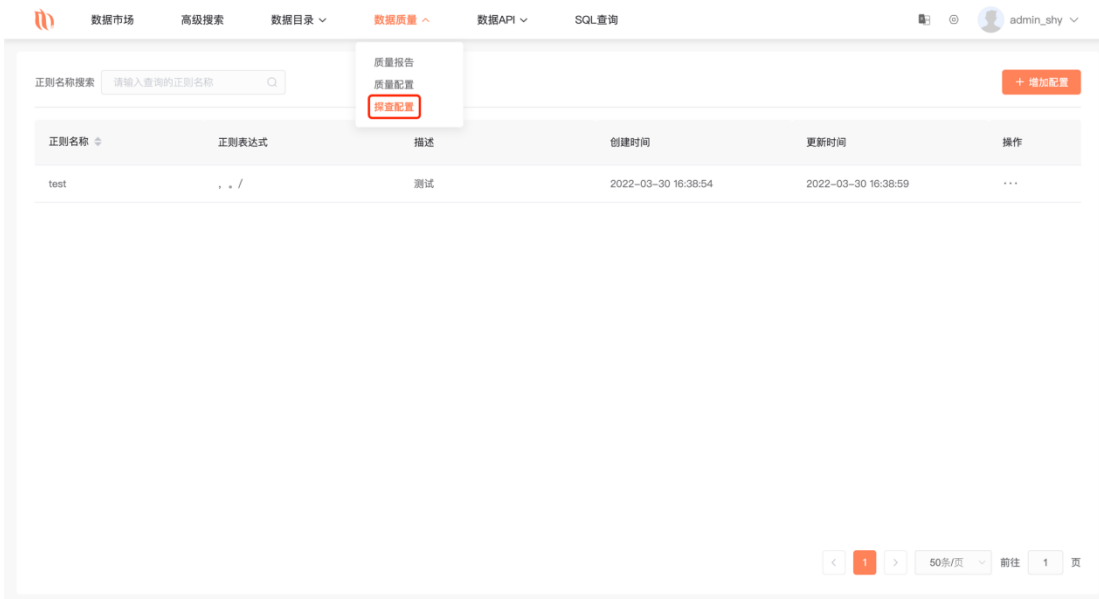 数据市场 高级搜索 数据目录 数据质量 数据API SQL查询 admin_shy
质量报告
正则名称搜索 请输入查询的正则名称 质量配置 + 增加配置
探查配置
正则名称 正则表达式 描述 创建时间 更新时间 操作
test ，。/ 测试 2022-03-30 16:38:54 2022-03-30 16:38:59 ···
< 1 > 50条/页 前往 1 页